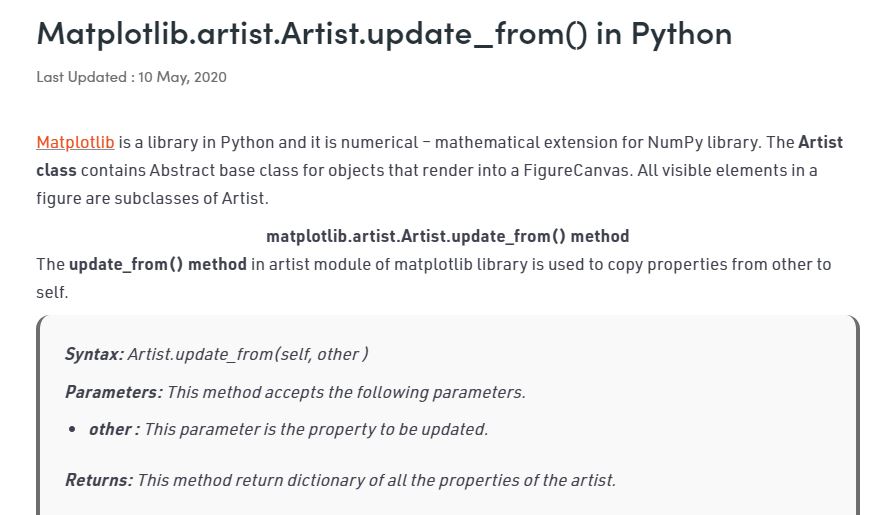 Matplotlib.artist.Artist.update_from() in Python
Last Updated : 10 May, 2020
Matplotlib is a library in Python and it is numerical – mathematical extension for NumPy library. The Artist
class contains Abstract base class for objects that render into a FigureCanvas. All visible elements in a
figure are subclasses of Artist.
matplotlib.artist.Artist.update_from() method
The update_from() method in artist module of matplotlib library is used to copy properties from other to
self.
Syntax: Artist.update_from(self, other )
Parameters: This method accepts the following parameters.
• other : This parameter is the property to be updated.
Returns: This method return dictionary of all the properties of the artist.